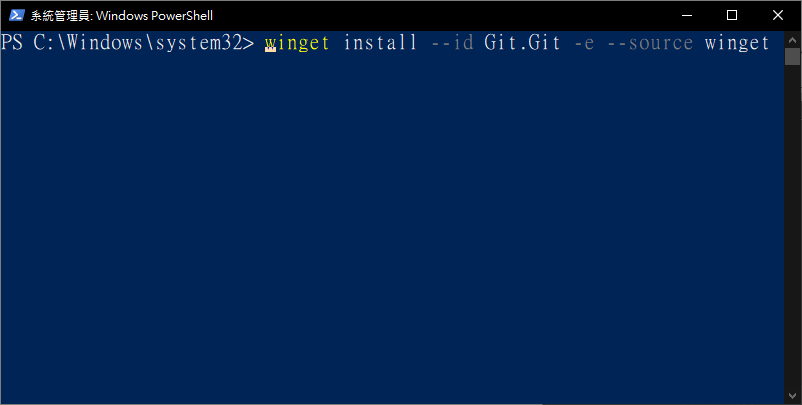 系統管理員: Windows PowerShell
PS C:\Windows\system32> winget install --id Git.Git -e --source winget